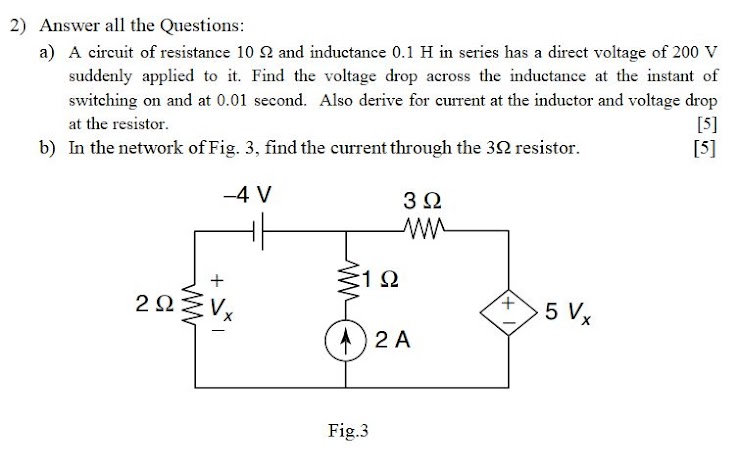 2) Answer all the Questions:
a) A circuit of resistance 10 Ω and inductance 0.1 H in series has a direct voltage of 200 V
suddenly applied to it. Find the voltage drop across the inductance at the instant of
switching on and at 0.01 second. Also derive for current at the inductor and voltage drop
at the resistor. [5]
b) In the network of Fig. 3, find the current through the 3Ω resistor. [5]
–4 V
3 Ω
+
1 Ω
2 Ω
Vx
–
+
–
5 Vx
2 A
Fig.3